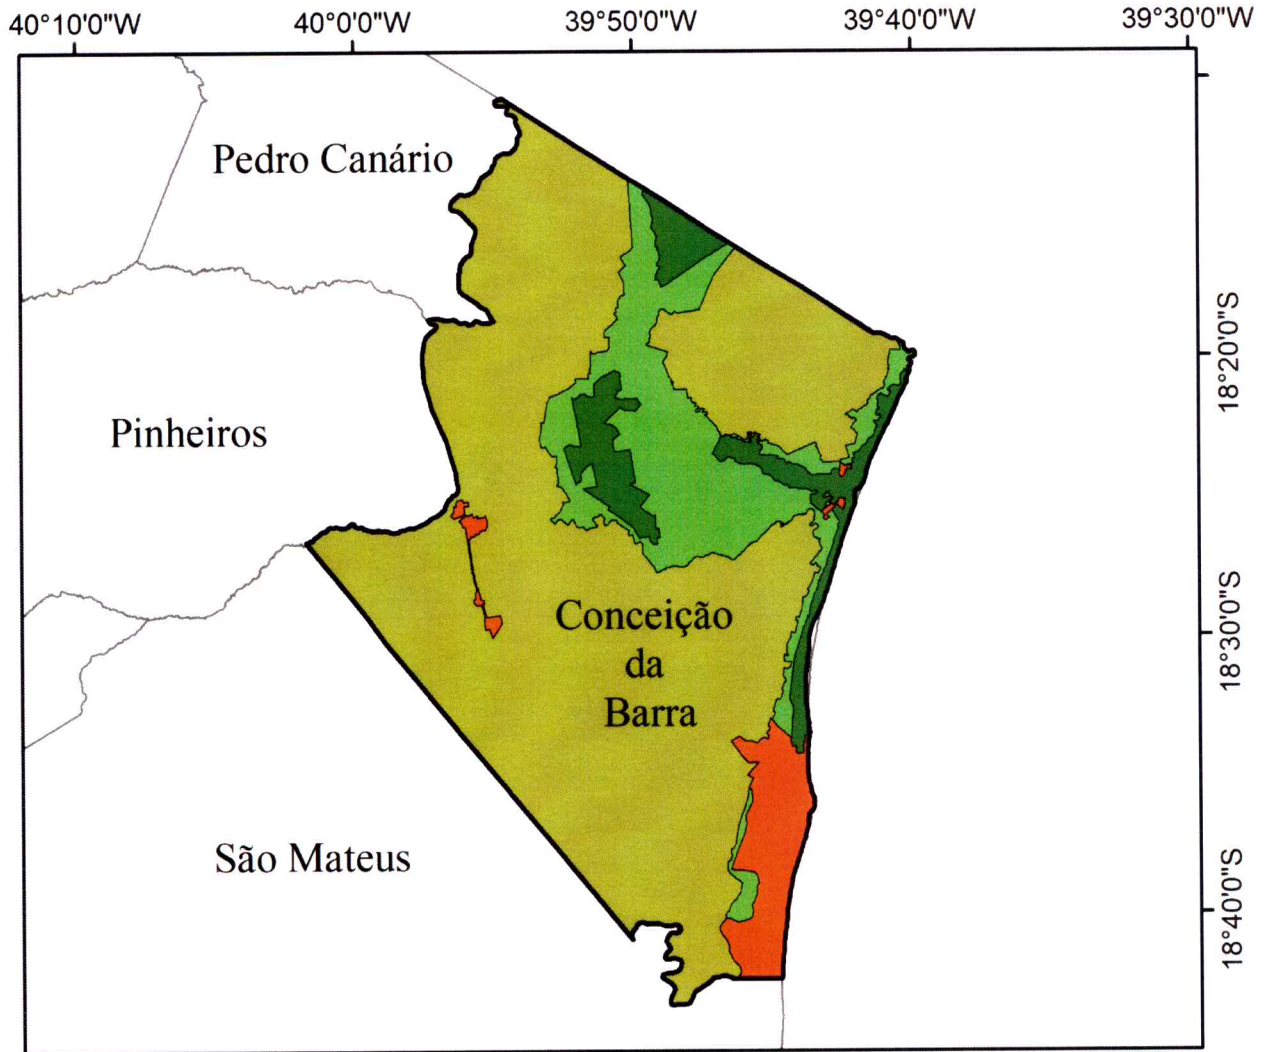 40°10'0"W
40°0'0"W
39°50'0"W
39°40'0"W
39°30'0"W
Pedro Canário
18°20'0"S
Pinheiros
18°30'0"S
Conceição
da
Barra
São Mateus
18°40'0"S